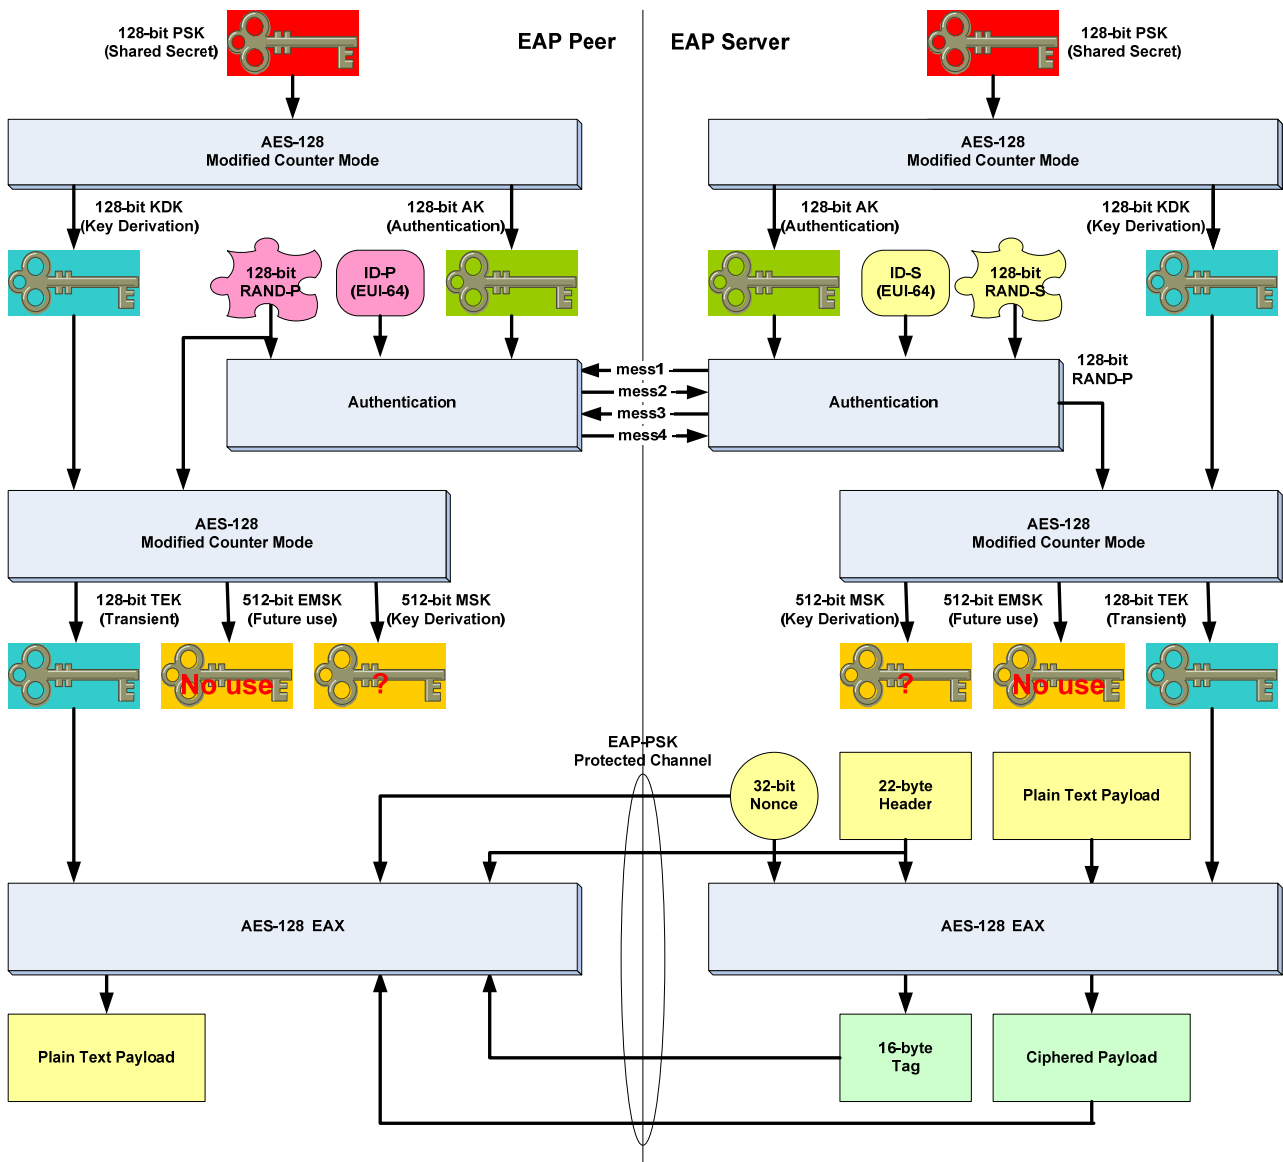 128-bit PSK
(Shared Secret)
EAP Peer
EAP Server
128-bit PSK
(Shared Secret)
AES-128
Modified Counter Mode
AES-128
Modified Counter Mode
128-bit KDK
(Key Derivation)
128-bit AK
(Authentication)
128-bit AK
(Authentication)
128-bit KDK
(Key Derivation)
128-bit
RAND-P
ID-P
(EUI-64)
ID-S
(EUI-64)
128-bit
RAND-S
Authentication
mess1
mess2
mess3
mess4
Authentication
128-bit
RAND-P
AES-128
Modified Counter Mode
AES-128
Modified Counter Mode
128-bit TEK
(Transient)
512-bit EMSK
(Future use)
512-bit MSK
(Key Derivation)
512-bit MSK
(Key Derivation)
512-bit EMSK
(Future use)
128-bit TEK
(Transient)
No use
?
?
No use
EAP-PSK
Protected Channel
32-bit
Nonce
22-byte
Header
Plain Text Payload
AES-128 EAX
AES-128 EAX
Plain Text Payload
16-byte
Tag
Ciphered Payload